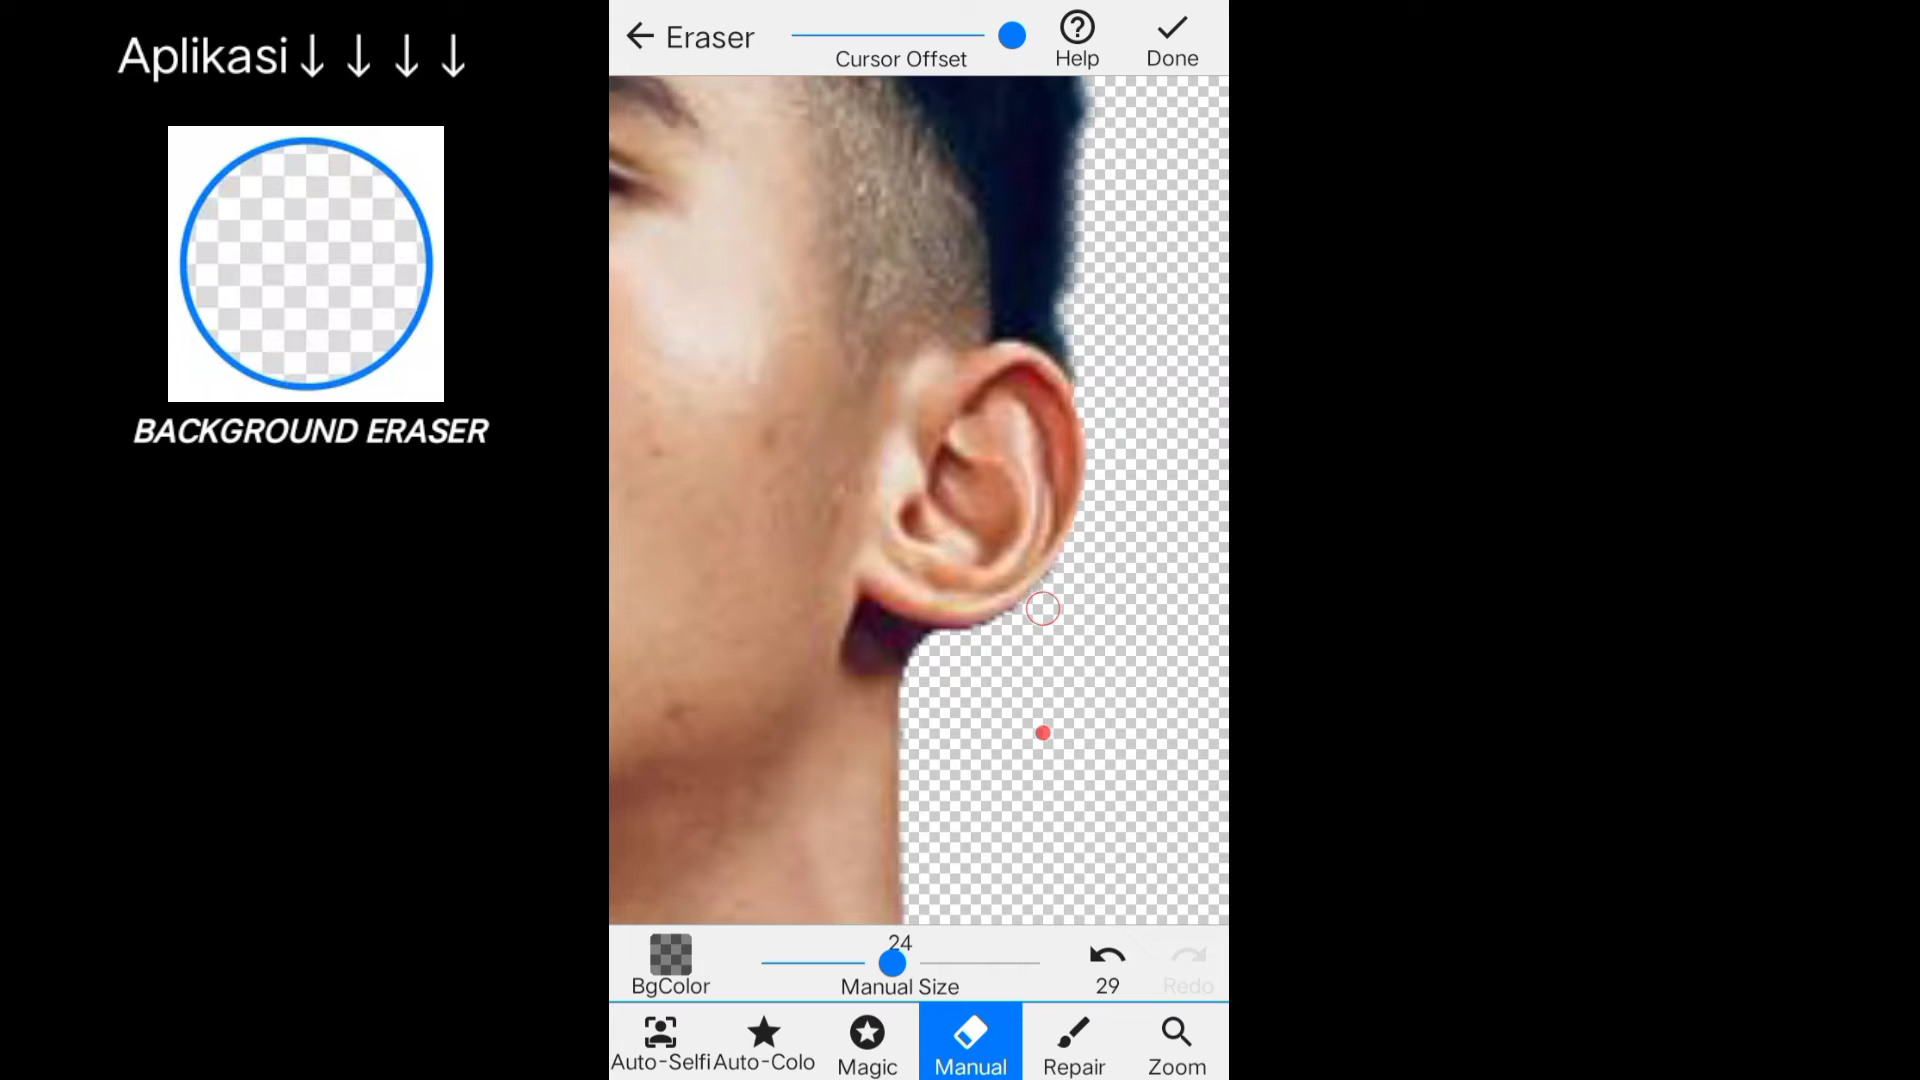 Aplikasi↓ ↓ ↓ ↓
BACKGROUND ERASER
Eraser
Cursor Offset
Help
Done
BgColor
24
Manual Size
29
Redo
Auto-Selfi
Auto-Colo
Magic
Manual
Repair
Zoom